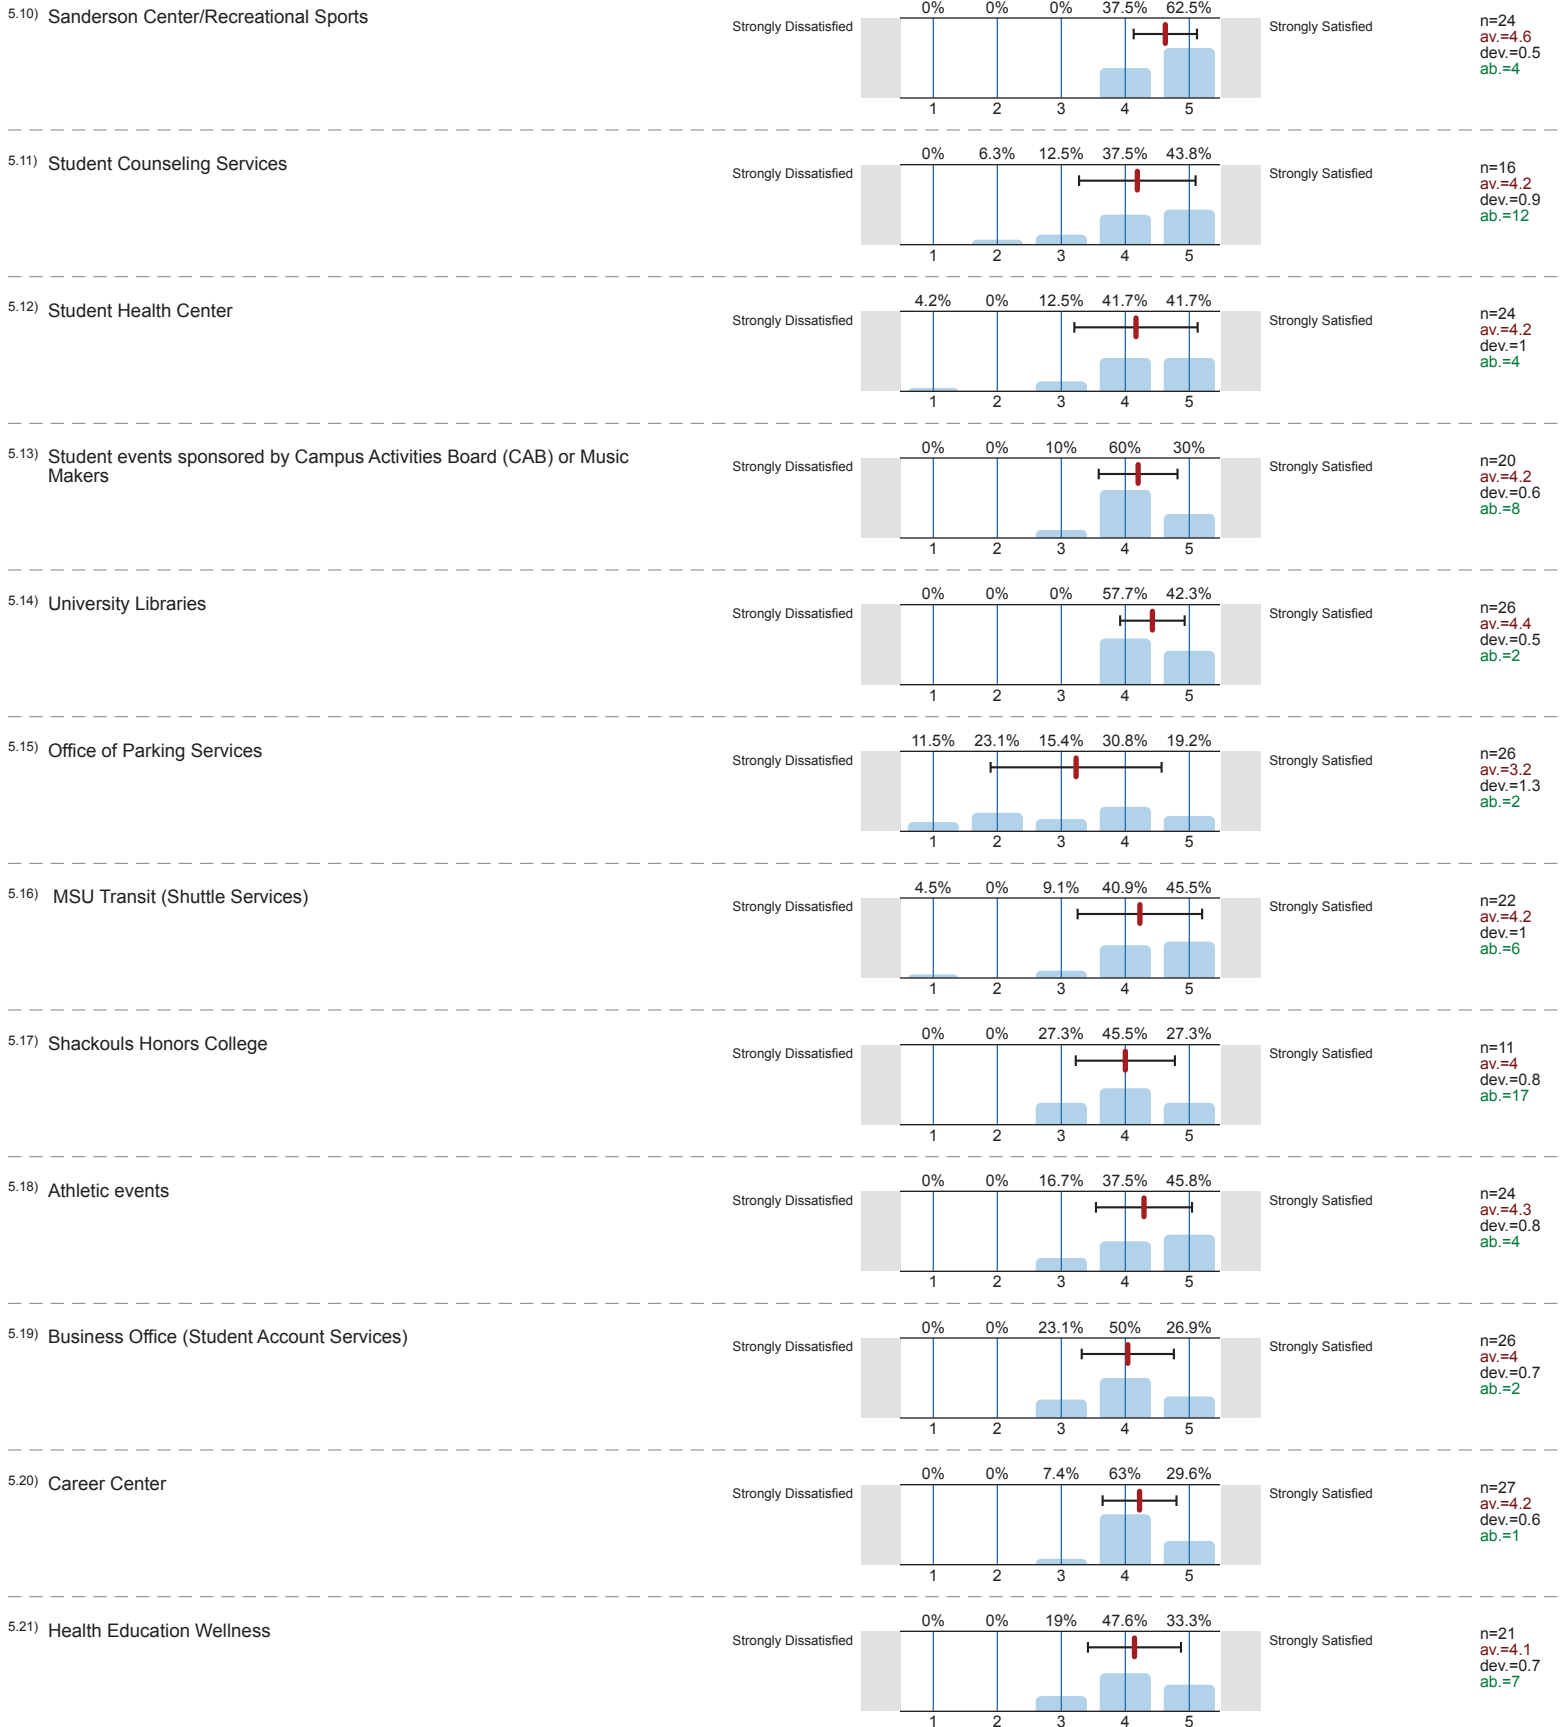 5.10) Sanderson Center/Recreational Sports
0% 0% 0% 37.5% 62.5%
Strongly Dissatisfied Strongly Satisfied
n=24
av.=4.6
dev.=0.5
ab.=4
1 2 3 4 5
5.11) Student Counseling Services
0% 6.3% 12.5% 37.5% 43.8%
Strongly Dissatisfied Strongly Satisfied
n=16
av.=4.2
dev.=0.9
ab.=12
1 2 3 4 5
5.12) Student Health Center
4.2% 0% 12.5% 41.7% 41.7%
Strongly Dissatisfied Strongly Satisfied
n=24
av.=4.2
dev.=1
ab.=4
1 2 3 4 5
5.13) Student events sponsored by Campus Activities Board (CAB) or Music
Makers
0% 0% 10% 60% 30%
Strongly Dissatisfied Strongly Satisfied
n=20
av.=4.2
dev.=0.6
ab.=8
1 2 3 4 5
5.14) University Libraries
0% 0% 0% 57.7% 42.3%
Strongly Dissatisfied Strongly Satisfied
n=26
av.=4.4
dev.=0.5
ab.=2
1 2 3 4 5
5.15) Office of Parking Services
11.5% 23.1% 15.4% 30.8% 19.2%
Strongly Dissatisfied Strongly Satisfied
n=26
av.=3.2
dev.=1.3
ab.=2
1 2 3 4 5
5.16) MSU Transit (Shuttle Services)
4.5% 0% 9.1% 40.9% 45.5%
Strongly Dissatisfied Strongly Satisfied
n=22
av.=4.2
dev.=1
ab.=6
1 2 3 4 5
5.17) Shackouls Honors College
0% 0% 27.3% 45.5% 27.3%
Strongly Dissatisfied Strongly Satisfied
n=11
av.=4
dev.=0.8
ab.=17
1 2 3 4 5
5.18) Athletic events
0% 0% 16.7% 37.5% 45.8%
Strongly Dissatisfied Strongly Satisfied
n=24
av.=4.3
dev.=0.8
ab.=4
1 2 3 4 5
5.19) Business Office (Student Account Services)
0% 0% 23.1% 50% 26.9%
Strongly Dissatisfied Strongly Satisfied
n=26
av.=4
dev.=0.7
ab.=2
1 2 3 4 5
5.20) Career Center
0% 0% 7.4% 63% 29.6%
Strongly Dissatisfied Strongly Satisfied
n=27
av.=4.2
dev.=0.6
ab.=1
1 2 3 4 5
5.21) Health Education Wellness
0% 0% 19% 47.6% 33.3%
Strongly Dissatisfied Strongly Satisfied
n=21
av.=4.1
dev.=0.7
ab.=7
1 2 3 4 5